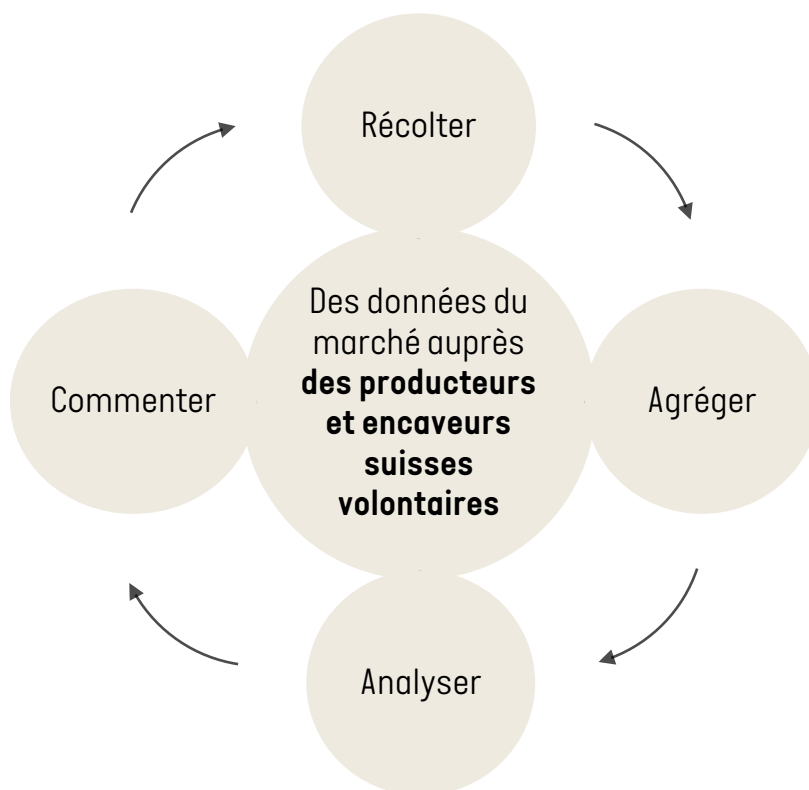 Récolter
Des données du
marché auprès
des producteurs
et encaveurs
suisses
volontaires
Commenter
Agréger
Analyser